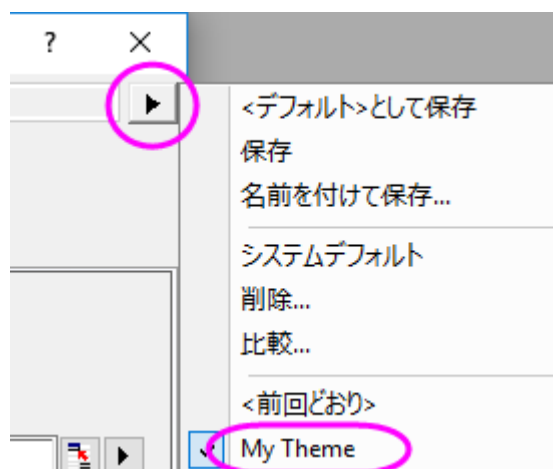 ?
<デフォルト>として保存
保存
名前を付けて保存...
システムデフォルト
削除...
比較...
<前回どおり>
My Theme